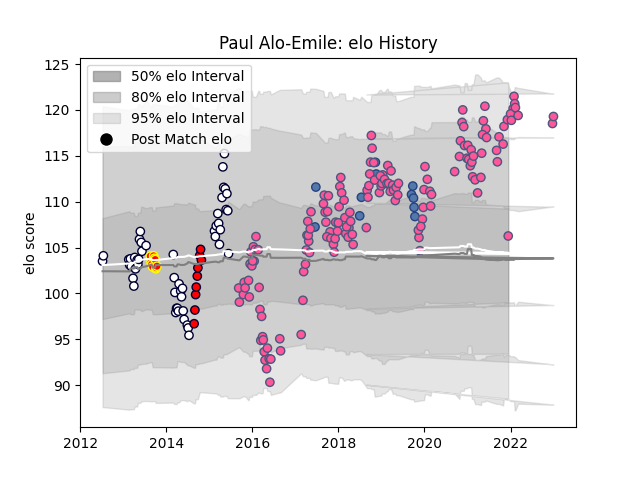 Paul Alo-Emile: elo History
50% elo Interval
80% elo Interval
95% elo Interval
Post Match elo
elo score
125
120
115
110
105
100
95
90
2012
2014
2016
2018
2020
2022